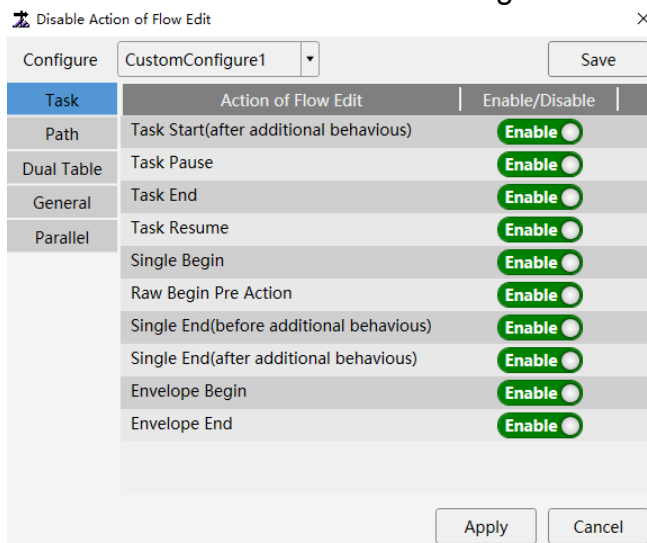 Disable Action of Flow Edit
Configure CustomConfigure1 Save
Task Action of Flow Edit Enable/Disable
Path Task Start(after additional behavious) Enable
Dual Table Task Pause Enable
General Task End Enable
Parallel Task Resume Enable
Single Begin Enable
Raw Begin Pre Action Enable
Single End(before additional behavious) Enable
Single End(after additional behavious) Enable
Envelope Begin Enable
Envelope End Enable
Apply Cancel